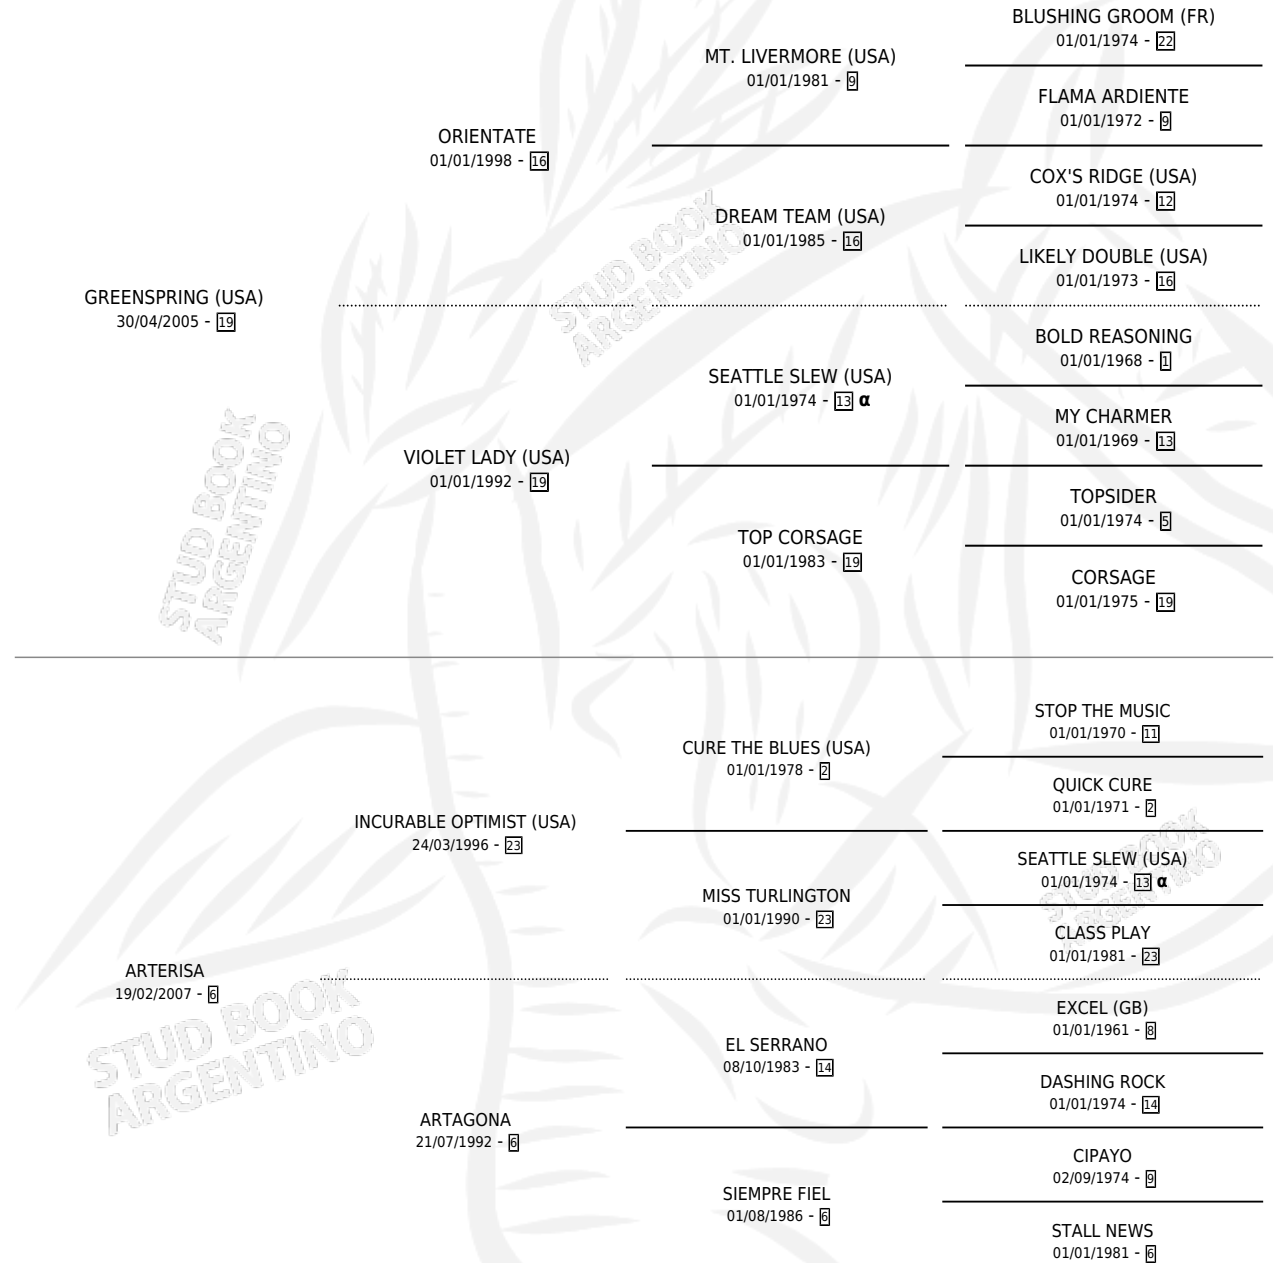 BLUSHING GROOM (FR)
01/01/1974 - 22
MT. LIVERMORE (USA)
01/01/1981 - 9
FLAMA ARDIENTE
01/01/1972 - 9
ORIENTATE
01/01/1998 - 16
COX'S RIDGE (USA)
01/01/1974 - 12
DREAM TEAM (USA)
01/01/1985 - 16
LIKELY DOUBLE (USA)
01/01/1973 - 16
GREENSPRING (USA)
30/04/2005 - 19
BOLD REASONING
01/01/1968 - 1
SEATTLE SLEW (USA)
01/01/1974 - 13 α
MY CHARMER
01/01/1969 - 13
VIOLET LADY (USA)
01/01/1992 - 19
TOPSIDER
01/01/1974 - 5
TOP CORSAGE
01/01/1983 - 19
CORSAGE
01/01/1975 - 19
STOP THE MUSIC
01/01/1970 - 11
CURE THE BLUES (USA)
01/01/1978 - 2
QUICK CURE
01/01/1971 - 2
INCURABLE OPTIMIST (USA)
24/03/1996 - 23
SEATTLE SLEW (USA)
01/01/1974 - 13 α
MISS TURLINGTON
01/01/1990 - 23
CLASS PLAY
01/01/1981 - 23
ARTERISA
19/02/2007 - 6
EXCEL (GB)
01/01/1961 - 8
EL SERRANO
08/10/1983 - 14
DASHING ROCK
01/01/1974 - 14
ARTAGONA
21/07/1992 - 6
CIPAYO
02/09/1974 - 9
SIEMPRE FIEL
01/08/1986 - 6
STALL NEWS
01/01/1981 - 6
STUD BOOK
ARGENTINO
STUD BOOK
ARGENTINO
STUD BOOK
ARGENTINO
STUD BOOK
ARGENTINO